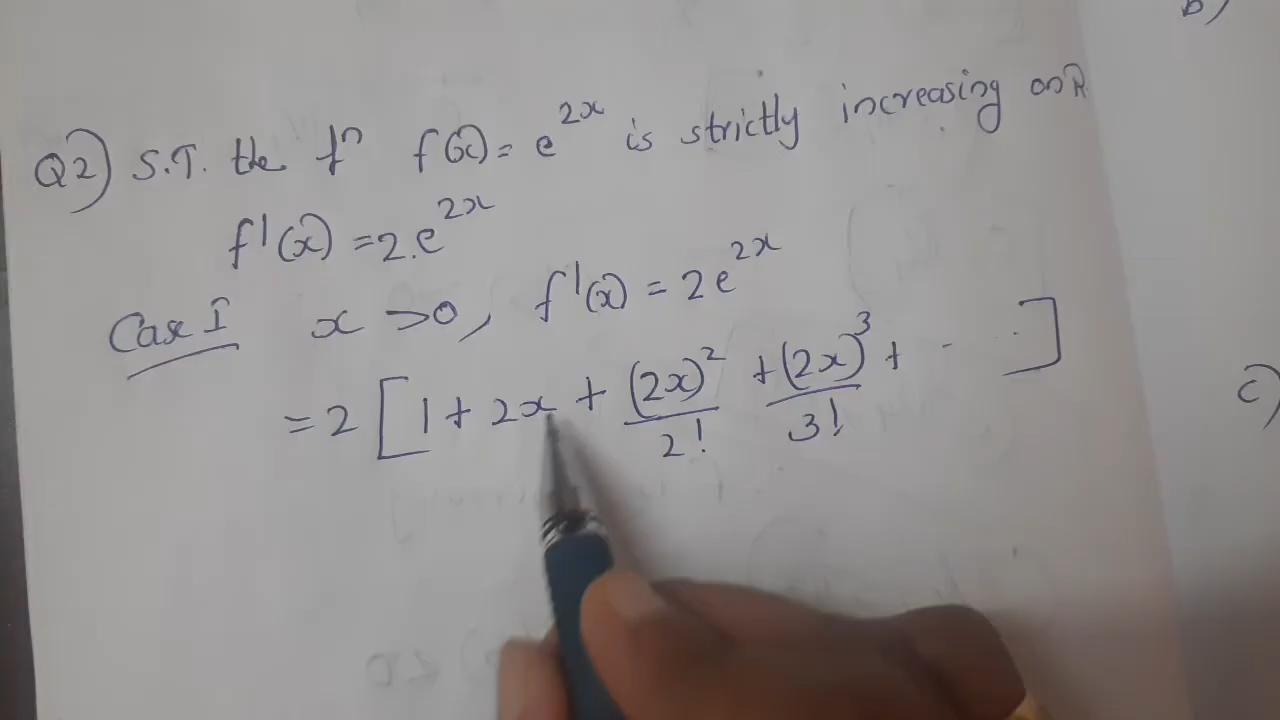 Q2) S.T. the fⁿ f(x) = e^{2x} is strictly increasing on R
f'(x) = 2.e^{2x}
Case I x > 0, f'(x) = 2e^{2x}
= 2 [1 + 2x + (2x)²/2! + (2x)³/3! + - ..]
b)
c)